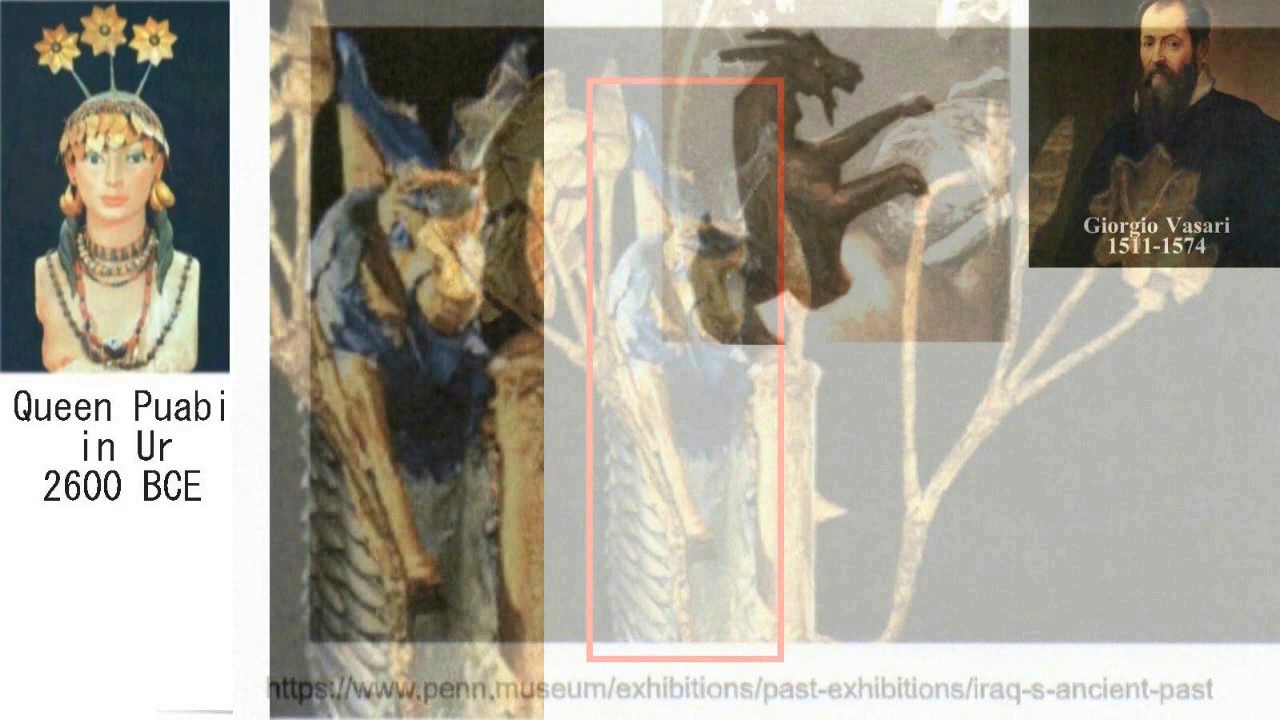 Queen Puabi
in Ur
2600 BCE
Giorgio Vasari
1511-1574
https://www.penn.museum/exhibitions/past-exhibitions/iraq-s-ancient-past